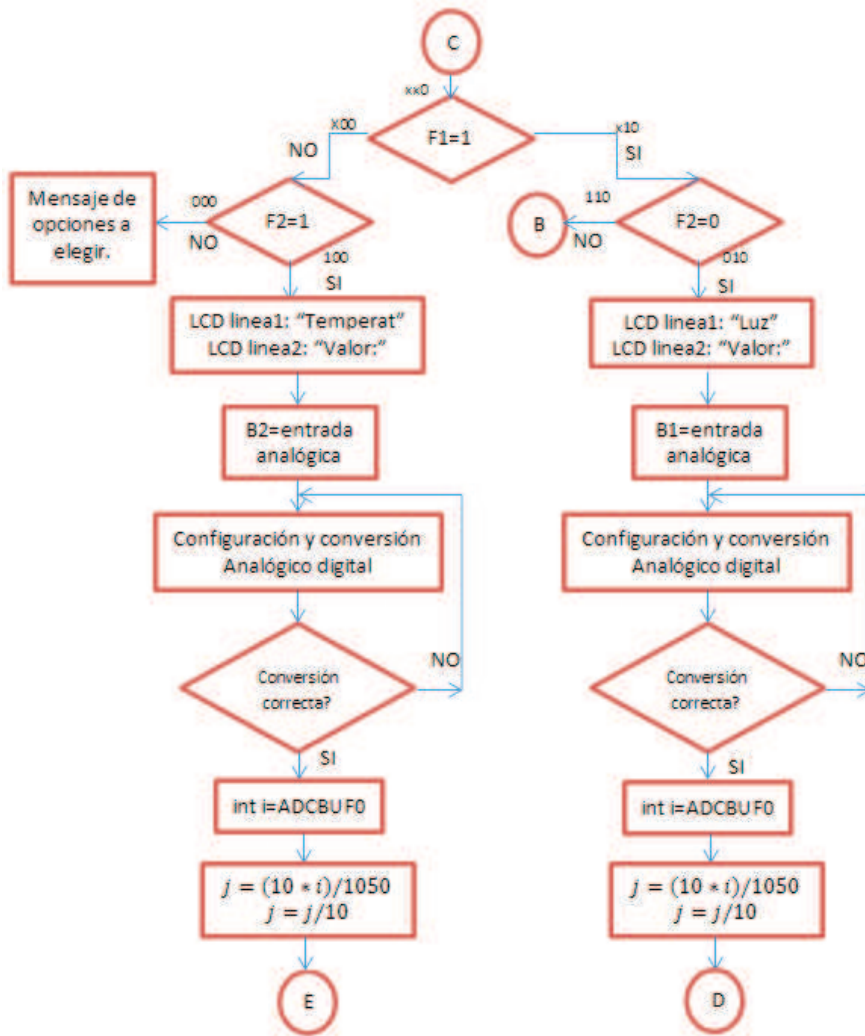 C
xx0
F1=1
X00
NO
x10
SI
Mensaje de
opciones a
elegir.
000
NO
F2=1
100
SI
B
110
NO
F2=0
010
SI
LCD linea1: “Temperat”
LCD linea2: “Valor:”
LCD linea1: “Luz”
LCD linea2: “Valor:”
B2=entrada
analógica
B1=entrada
analógica
Configuración y conversión
Analógico digital
Configuración y conversión
Analógico digital
Conversión
correcta?
NO
SI
Conversión
correcta?
NO
SI
int i=ADCBUF0
int i=ADCBUF0
j = (10 * i)/1050
j = j/10
j = (10 * i)/1050
j = j/10
E
D